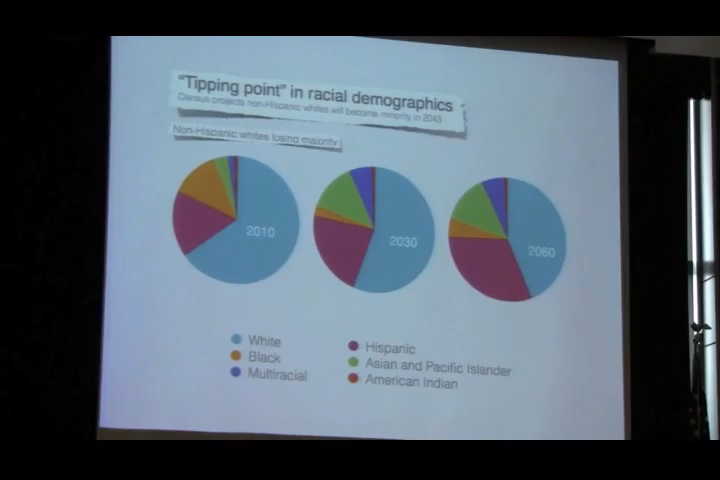 “Tipping point” in racial demographics
Census projects non-Hispanic whites will become minority in 2043
Non-Hispanic whites losing majority
2010
2030
2060
White
Black
Multiracial
Hispanic
Asian and Pacific Islander
American Indian